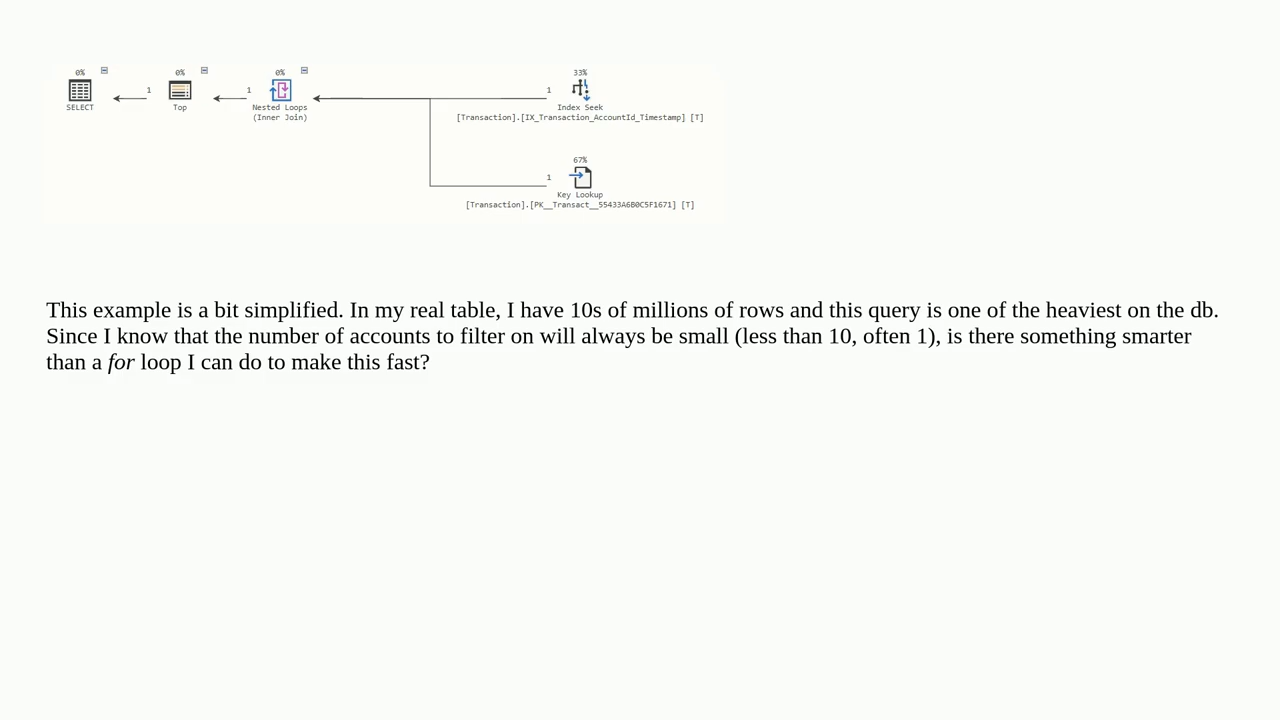 0% 0% 0% 33%
1 1 1
SELECT Top Nested Loops Index Seek
(Inner Join) [Transaction].[IX_Transaction_AccountId_Timestamp] [T]
67%
1
Key Lookup
[Transaction].[PK__Transact__55433A6B0C5F1671] [T]
This example is a bit simplified. In my real table, I have 10s of millions of rows and this query is one of the heaviest on the db.
Since I know that the number of accounts to filter on will always be small (less than 10, often 1), is there something smarter
than a for loop I can do to make this fast?